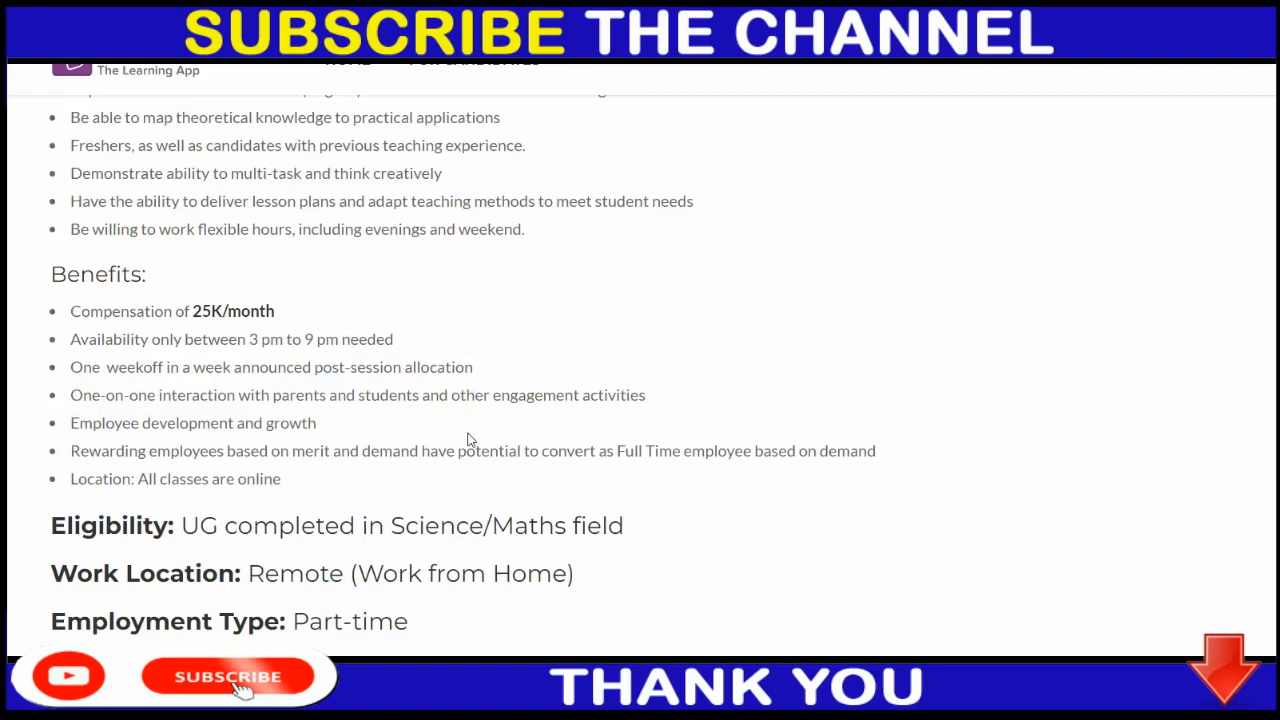 SUBSCRIBE THE CHANNEL
The Learning App
Be able to map theoretical knowledge to practical applications
Freshers, as well as candidates with previous teaching experience.
Demonstrate ability to multi-task and think creatively
Have the ability to deliver lesson plans and adapt teaching methods to meet student needs
Be willing to work flexible hours, including evenings and weekend.
Benefits:
Compensation of 25K/month
Availability only between 3 pm to 9 pm needed
One weekoff in a week announced post-session allocation
One-on-one interaction with parents and students and other engagement activities
Employee development and growth
Rewarding employees based on merit and demand have potential to convert as Full Time employee based on demand
Location: All classes are online
Eligibility: UG completed in Science/Maths field
Work Location: Remote (Work from Home)
Employment Type: Part-time
SUBSCRIBE
THANK YOU